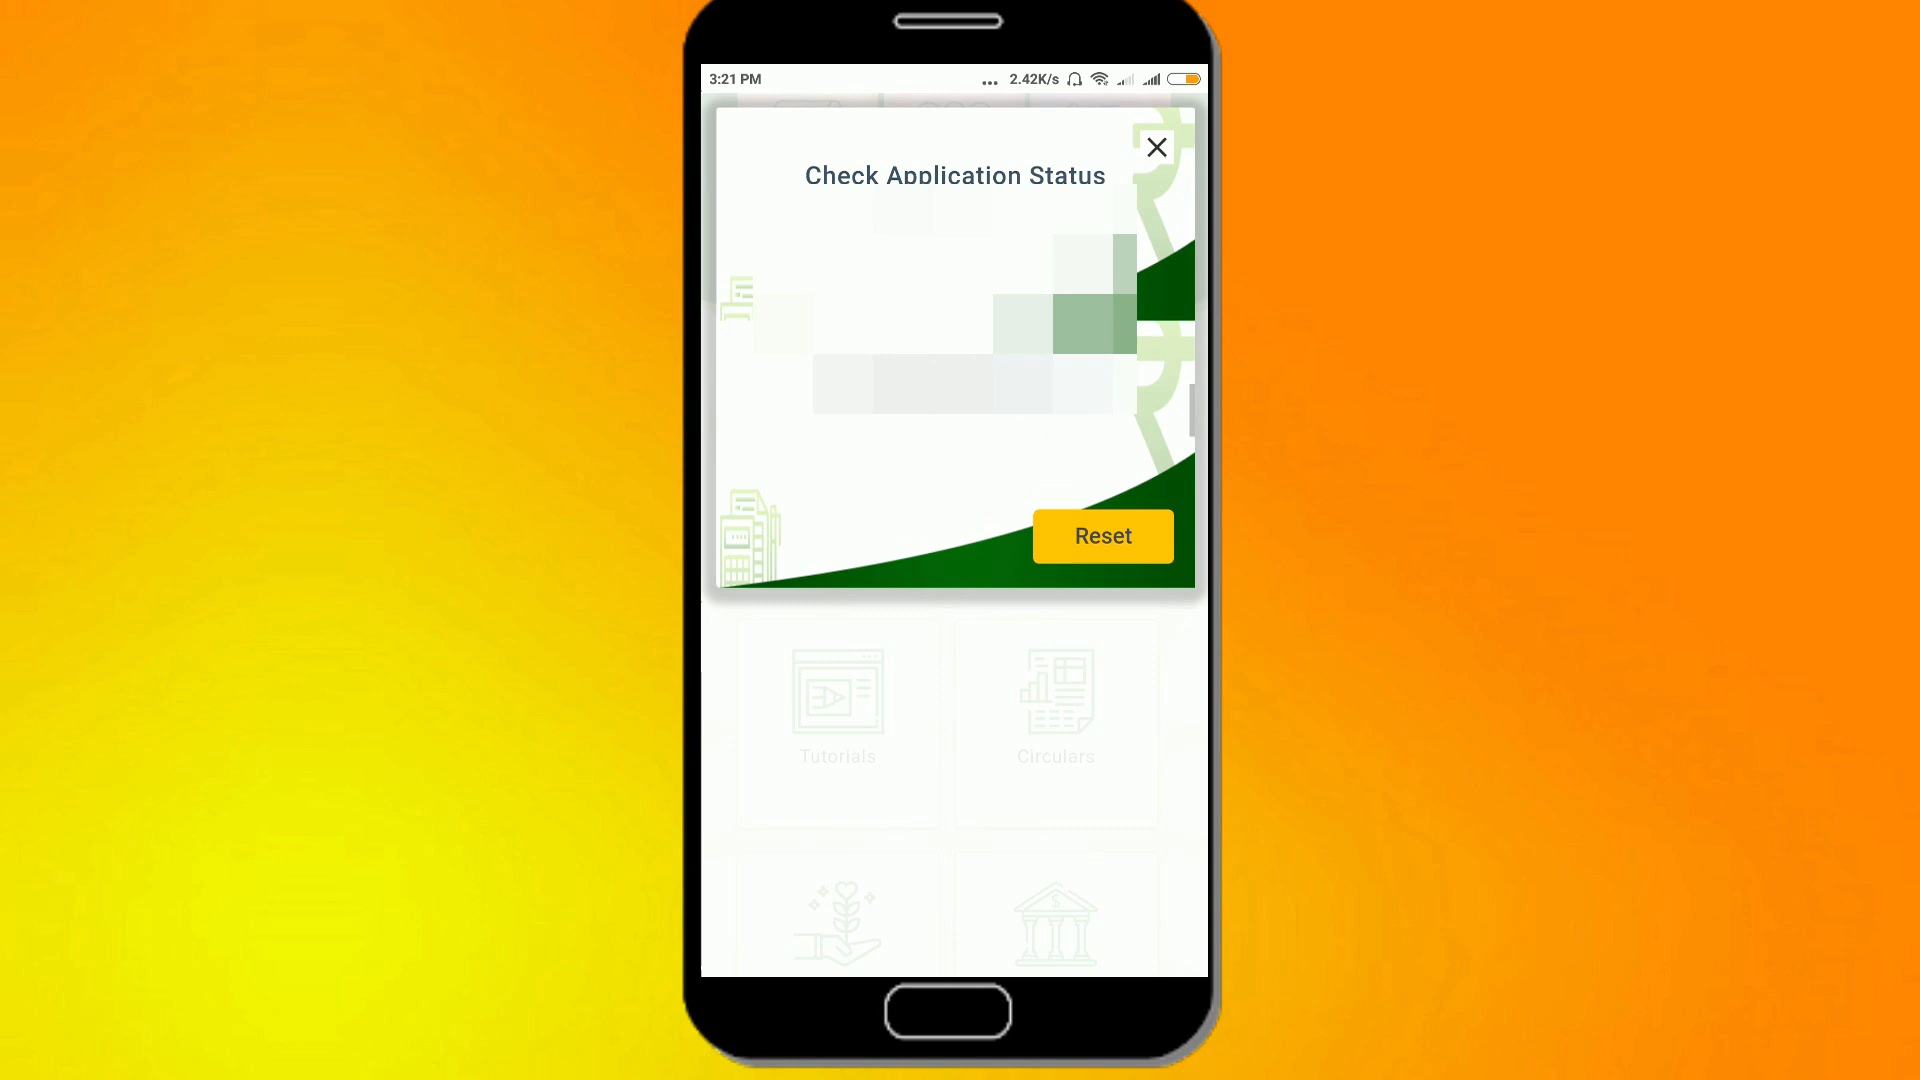 3:21 PM
... 2.42K/s
Check Application Status
Reset
Tutorials
Circulars